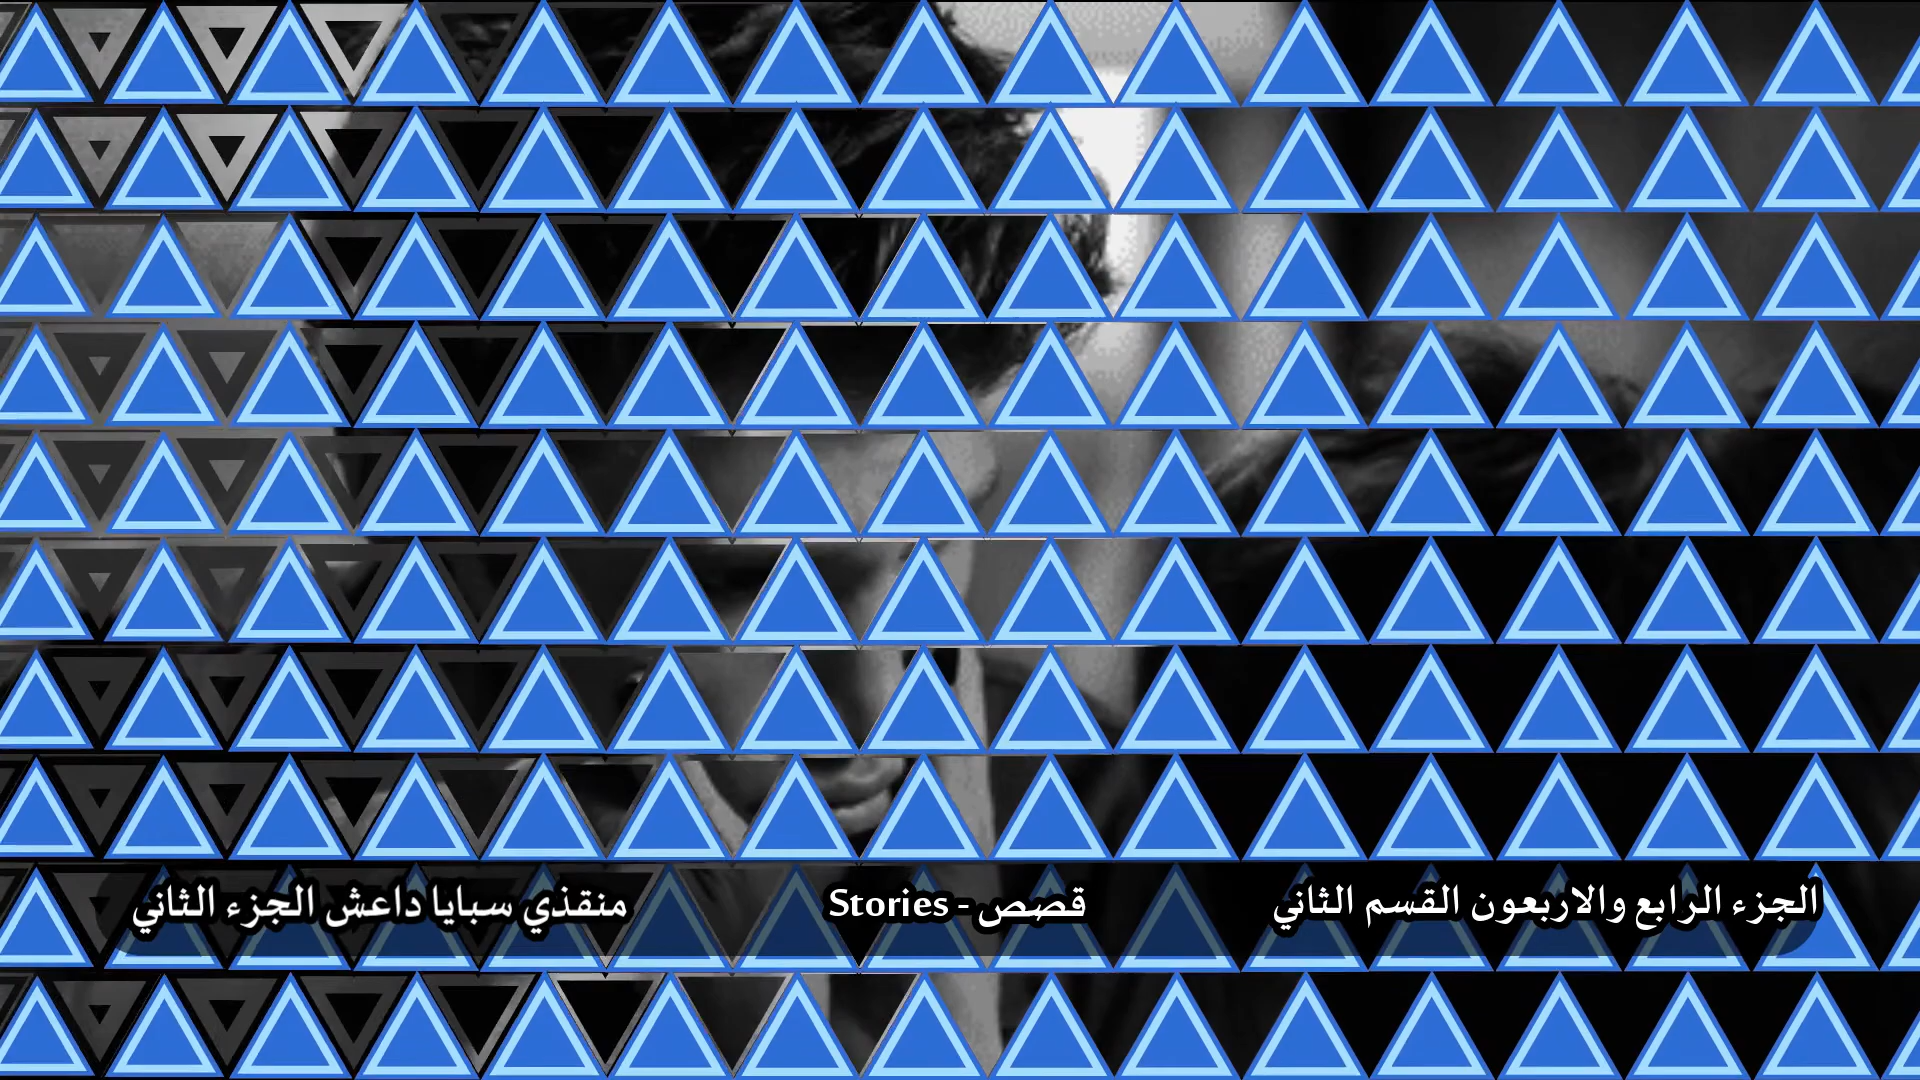 الجزء الرابع والاربعون القسم الثاني
قصص - Stories
منقذي سبايا داعش الجزء الثاني